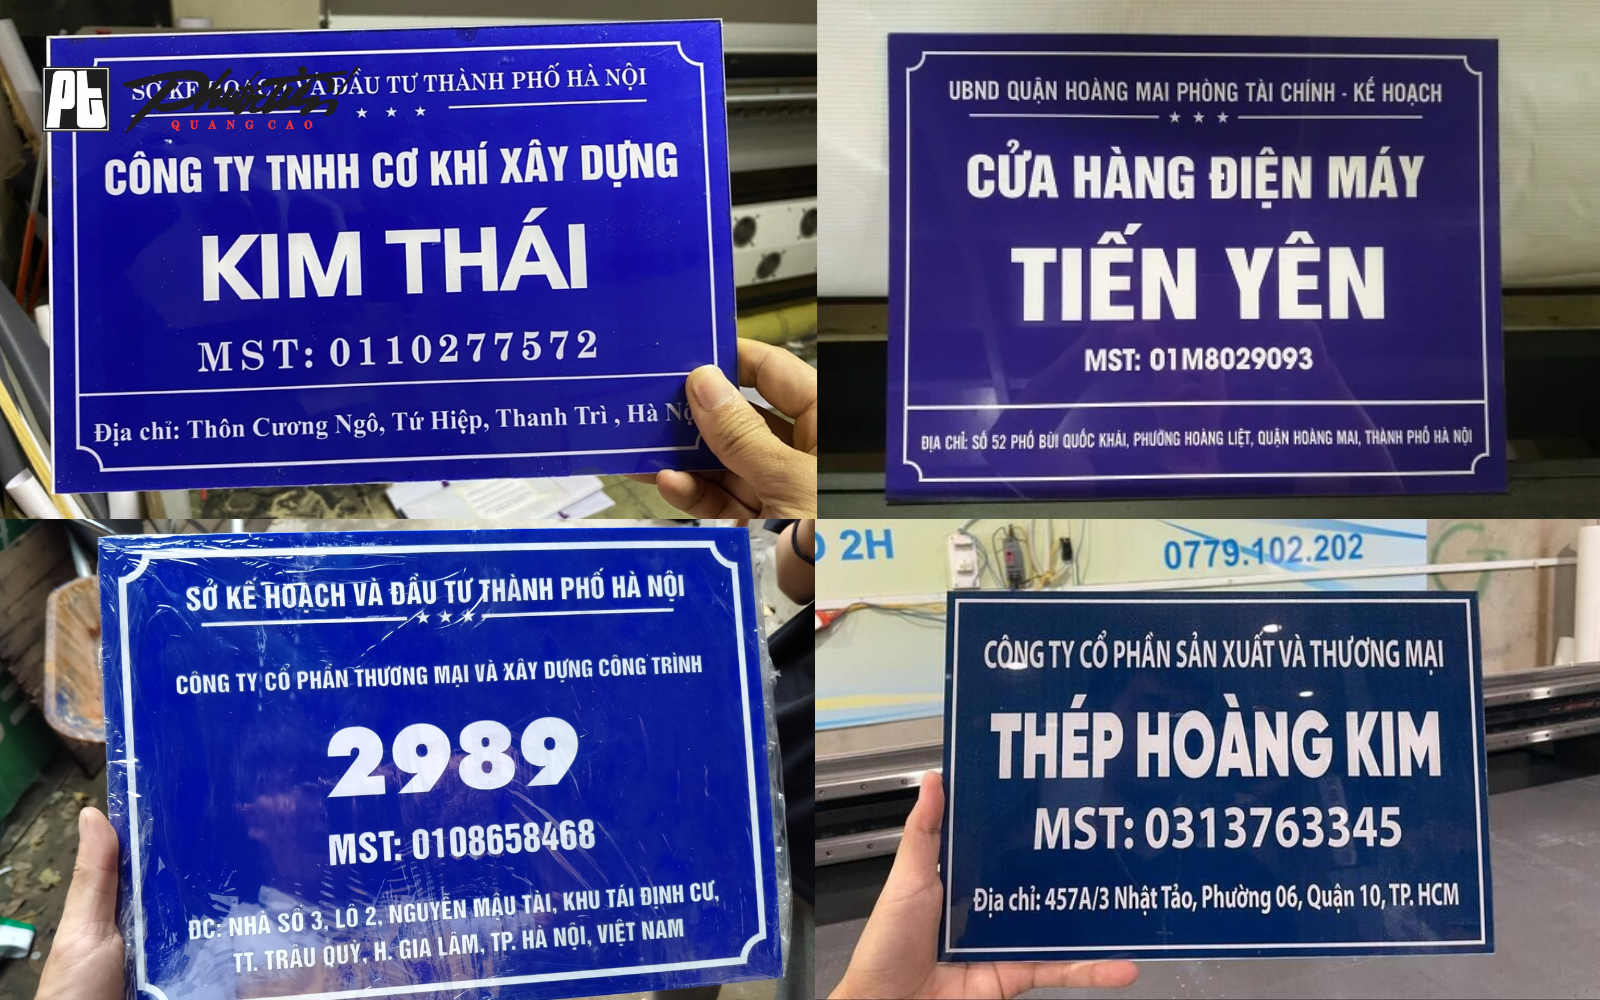 Pt
QUANG CAO
SỞ KẾ HOẠCH VÀ ĐẦU TƯ THÀNH PHỐ HÀ NỘI
CÔNG TY TNHH CƠ KHÍ XÂY DỰNG
KIM THÁI
MST: 0110277572
Địa chỉ: Thôn Cương Ngô, Tứ Hiệp, Thanh Trì , Hà
UBND QUẬN HOÀNG MAI PHÒNG TÀI CHÍNH - KẾ HOẠCH
CỬA HÀNG ĐIỆN MÁY
TIẾN YÊN
MST: 01M8029093
ĐỊA CHỈ: SỐ 52 PHỐ BÙI QUỐC KHÁI, PHƯỜNG HOÀNG LIỆT, QUẬN HOÀNG MAI, THÀNH PHỐ HÀ NỘI
SỞ KẾ HOẠCH VÀ ĐẦU TƯ THÀNH PHỐ HÀ NỘI
CÔNG TY CỔ PHẦN THƯƠNG MẠI VÀ XÂY DỰNG CÔNG TRÌNH
2989
MST: 0108658468
ĐC: NHÀ SỐ 3, LÔ 2, NGUYỄN MẬU TÀI, KHU TÁI ĐỊNH CƯ,
TT. TRÂU QUỲ, H. GIA LÂM, TP. HÀ NỘI, VIỆT NAM
2H
0779.102.202
CÔNG TY CỔ PHẦN SẢN XUẤT VÀ THƯƠNG MẠI
THÉP HOÀNG KIM
MST: 0313763345
Địa chỉ: 457A/3 Nhật Tảo, Phường 06, Quận 10, TP. HCM